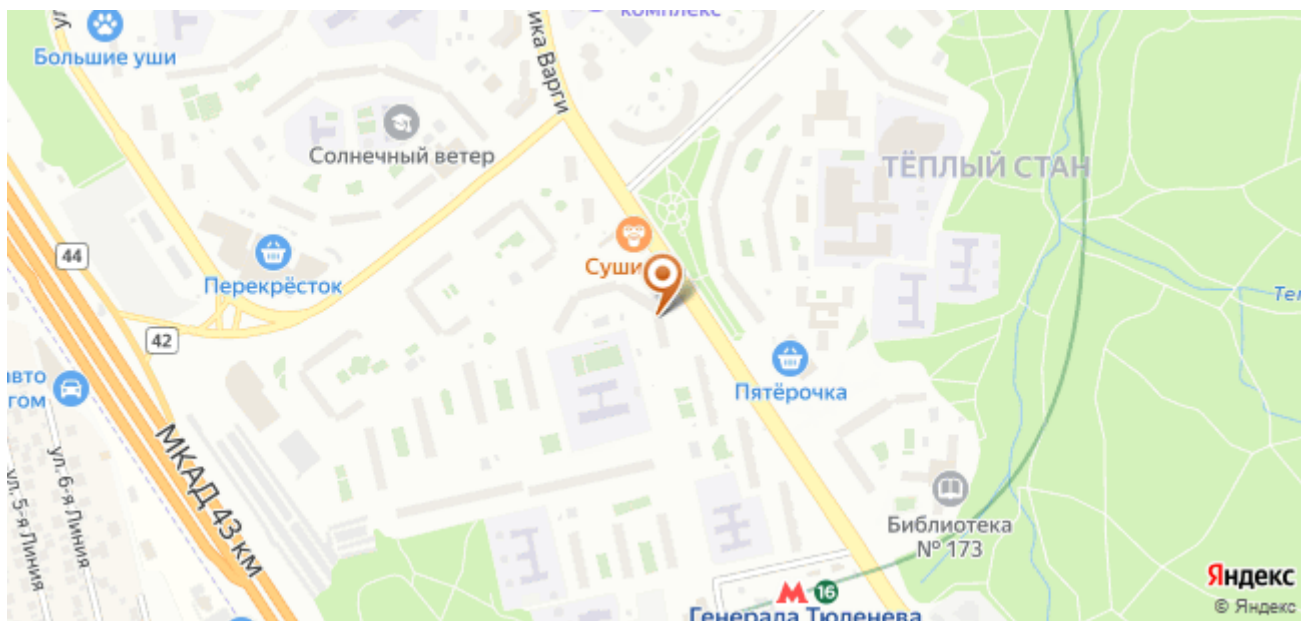 комплекс
Большие уши
ика Варги
Солнечный ветер
ТЁПЛЫЙ СТАН
44
Перекрёсток
Суши
42
авто
гом
Пятёрочка
МКАД 43 км
ул. 6-я Линия
ул. 5-я Линия
Библиотека
№ 173
М 16
Генерала Тюленева
Яндекс
© Яндекс